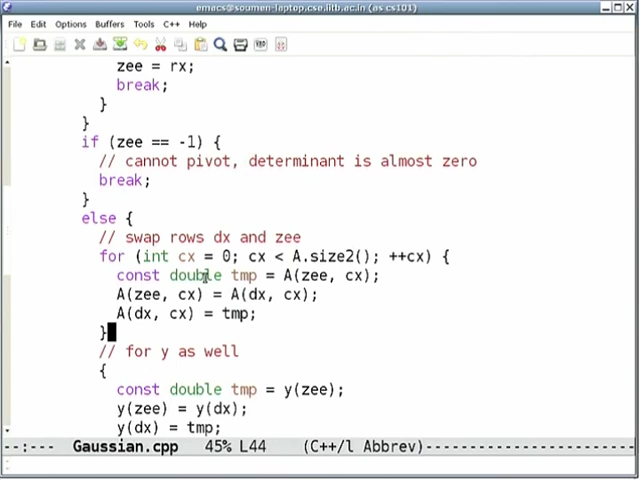 emacs@soumen-laptop.cse.iitb.ac.in (as cs101)
File Edit Options Buffers Tools C++ Help
zee = rx;
break;
}
}
if (zee == -1) {
// cannot pivot, determinant is almost zero
break;
}
else {
// swap rows dx and zee
for (int cx = 0; cx < A.size2(); ++cx) {
const double tmp = A(zee, cx);
A(zee, cx) = A(dx, cx);
A(dx, cx) = tmp;
}
// for y as well
{
const double tmp = y(zee);
y(zee) = y(dx);
y(dx) = tmp;
--:--- Gaussian.cpp 45% L44 (C++/l Abbrev)------------------------